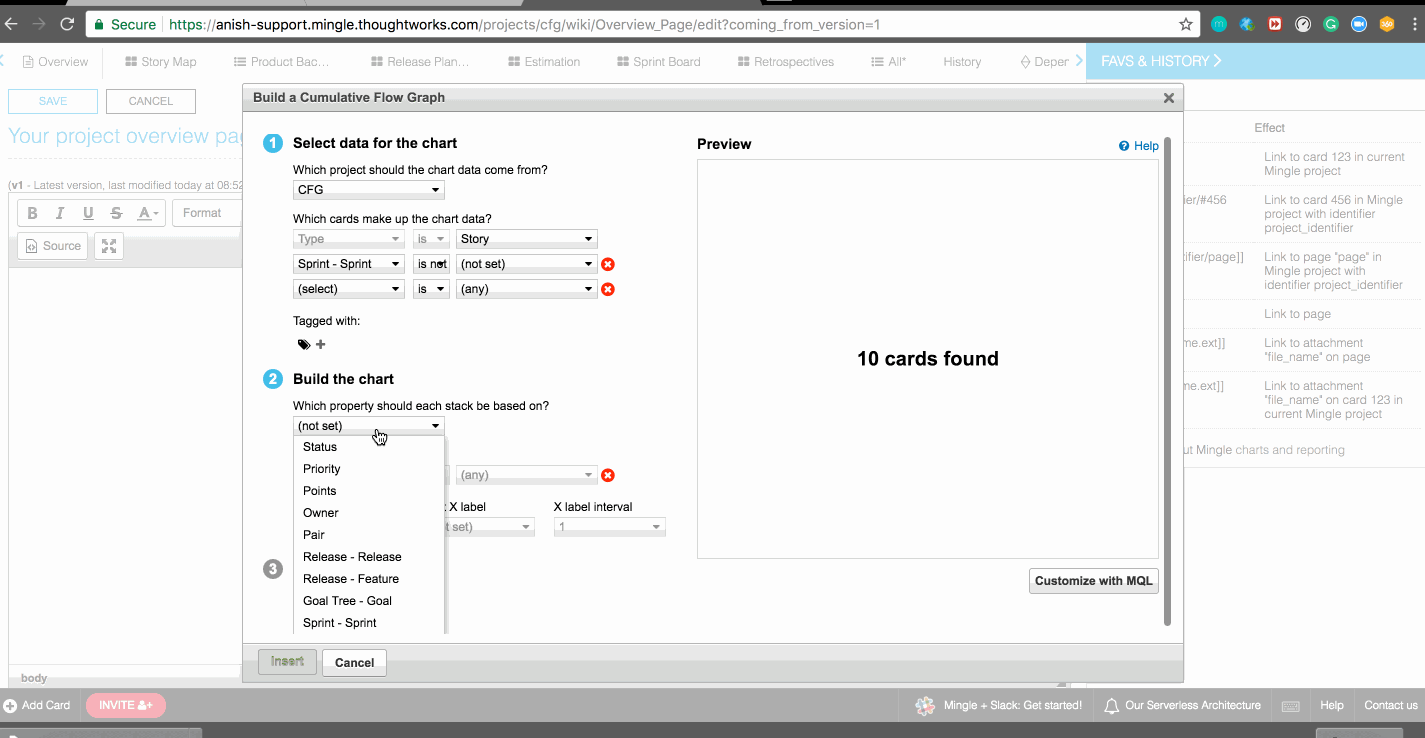 Secure https://anish-support.mingle.thoughtworks.com/projects/cfg/wiki/Overview_Page/edit?coming_from_version=1
Overview Story Map Product Bac... Release Plan... Estimation Sprint Board Retrospectives All* History Deper FAVS & HISTORY
SAVE CANCEL
Your project overview pa
(v1 - Latest version, last modified today at 08:52
B I U S A Format
Source
Build a Cumulative Flow Graph
1 Select data for the chart
Which project should the chart data come from?
CFG
Which cards make up the chart data?
Type is Story
Sprint - Sprint is not (not set)
(select) is (any)
Tagged with:
2 Build the chart
Which property should each stack be based on?
(not set)
Status
Priority
Points
Owner
Pair
Release - Release
Release - Feature
Goal Tree - Goal
Sprint - Sprint
(any)
X label X label interval
t set) 1
3
Preview Help
10 cards found
Customize with MQL
Insert Cancel
Effect
Link to card 123 in current
Mingle project
ier/#456 Link to card 456 in Mingle
project with identifier
project_identifier
tifier/page]] Link to page "page" in
Mingle project with
identifier project_identifier
Link to page
me.ext]] Link to attachment
"file_name" on page
me.ext]] Link to attachment
"file_name" on card 123 in
current Mingle project
ut Mingle charts and reporting
body
Add Card INVITE Mingle + Slack: Get started! Our Serverless Architecture Help Contact us